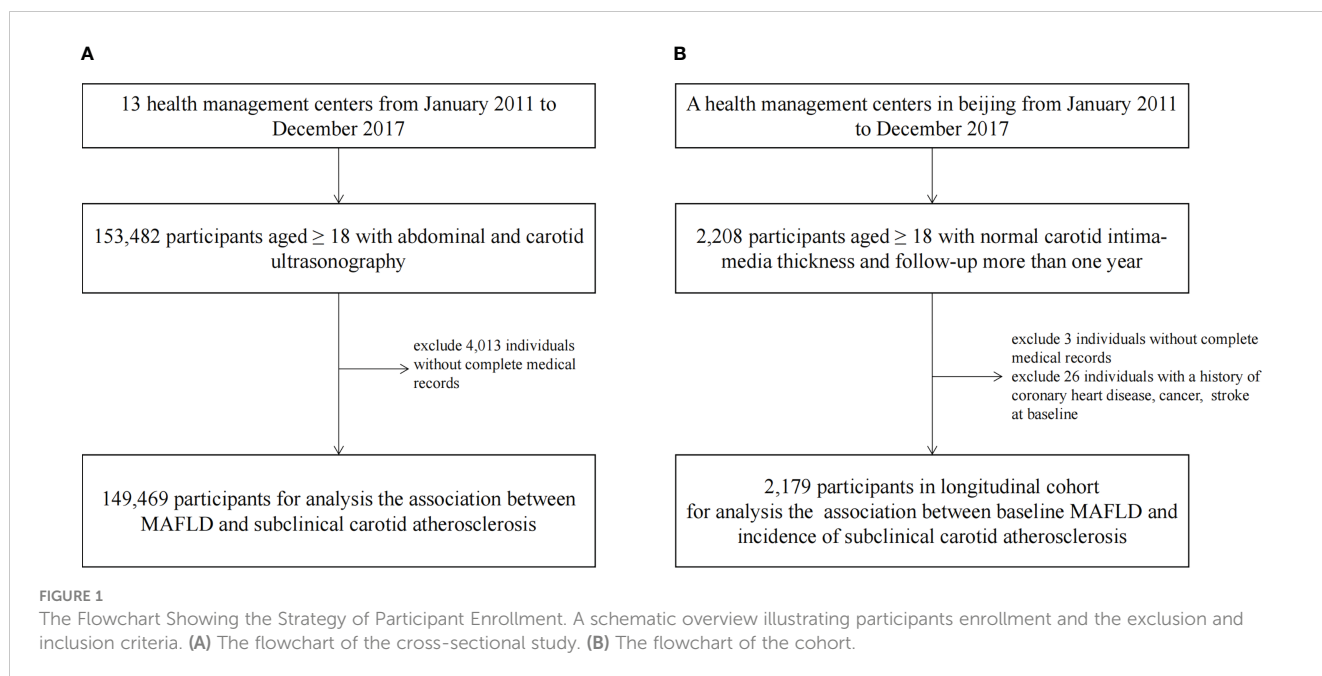 A
13 health management centers from January 2011 to
December 2017
153,482 participants aged ≥ 18 with abdominal and carotid
ultrasonography
exclude 4,013 individuals
without complete medical
records
149,469 participants for analysis the association between
MAFLD and subclinical carotid atherosclerosis
B
A health management centers in beijing from January 2011
to December 2017
2,208 participants aged ≥ 18 with normal carotid intima-
media thickness and follow-up more than one year
exclude 3 individuals without complete
medical records
exclude 26 individuals with a history of
coronary heart disease, cancer, stroke
at baseline
2,179 participants in longitudinal cohort
for analysis the association between baseline MAFLD and
incidence of subclinical carotid atherosclerosis
FIGURE 1
The Flowchart Showing the Strategy of Participant Enrollment. A schematic overview illustrating participants enrollment and the exclusion and
inclusion criteria. (A) The flowchart of the cross-sectional study. (B) The flowchart of the cohort.